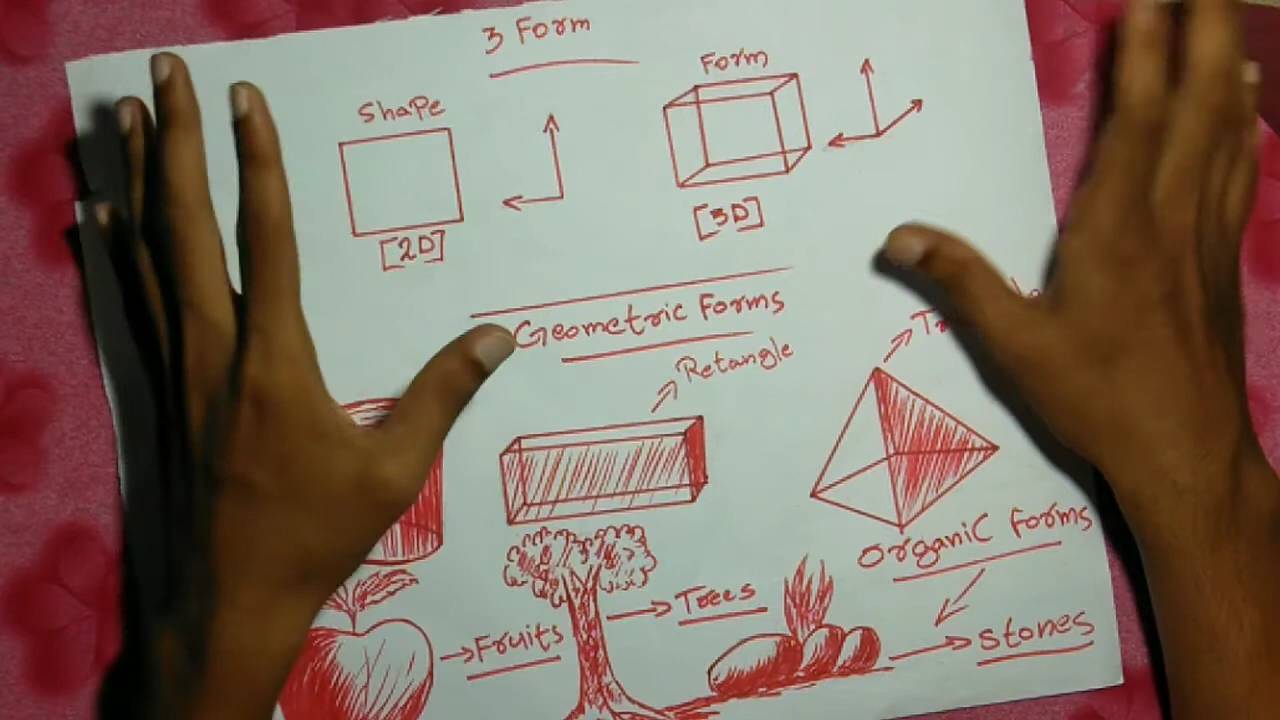 3 Form
Shape
Form
[2D]
[3D]
Geometric Forms
Retangle
Organic Forms
Fruits
Trees
Stones